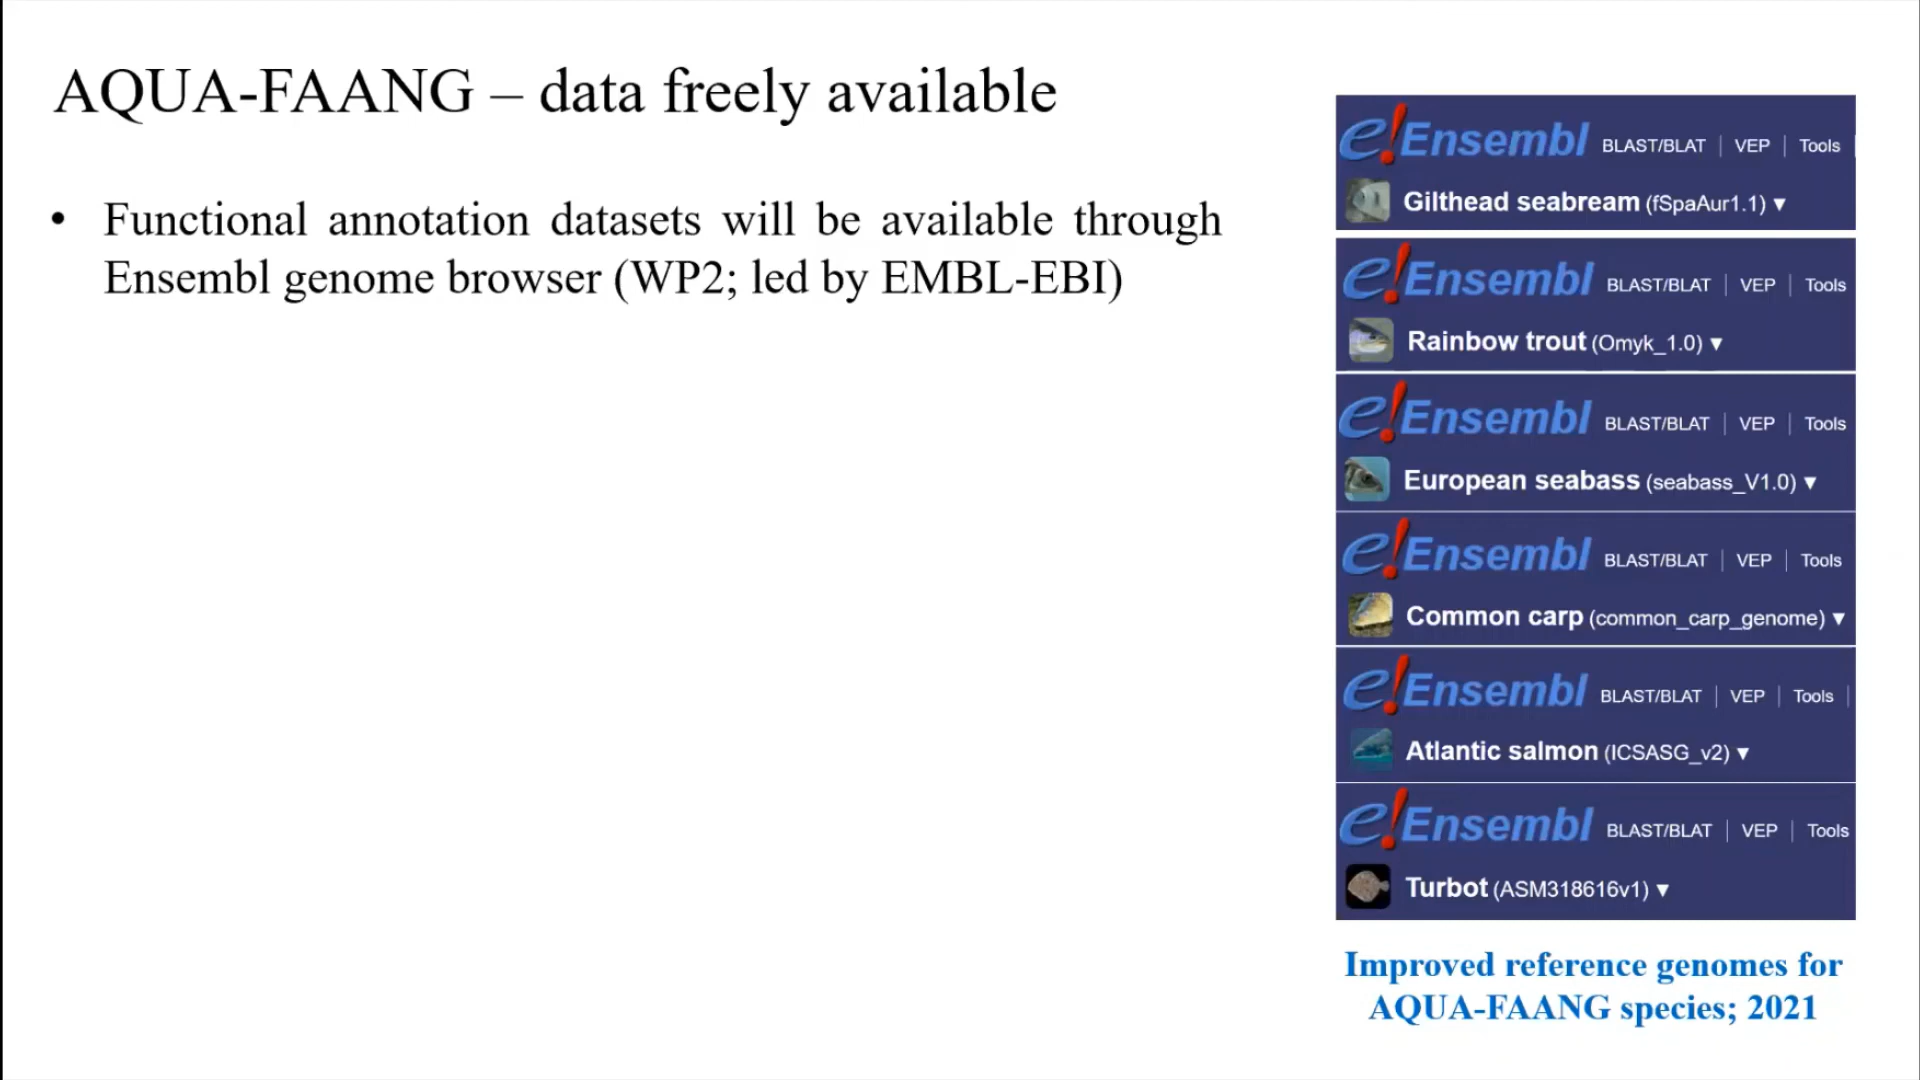 AQUA-FAANG – data freely available
• Functional annotation datasets will be available through
Ensembl genome browser (WP2; led by EMBL-EBI)
e!Ensembl BLAST/BLAT | VEP | Tools |
Gilthead seabream (fSpaAur1.1) ▼
e!Ensembl BLAST/BLAT | VEP | Tools
Rainbow trout (Omyk_1.0) ▼
e!Ensembl BLAST/BLAT | VEP | Tools
European seabass (seabass_V1.0) ▼
e!Ensembl BLAST/BLAT | VEP | Tools
Common carp (common_carp_genome) ▼
e!Ensembl BLAST/BLAT | VEP | Tools |
Atlantic salmon (ICSASG_v2) ▼
e!Ensembl BLAST/BLAT | VEP | Tools
Turbot (ASM318616v1) ▼
Improved reference genomes for
AQUA-FAANG species; 2021